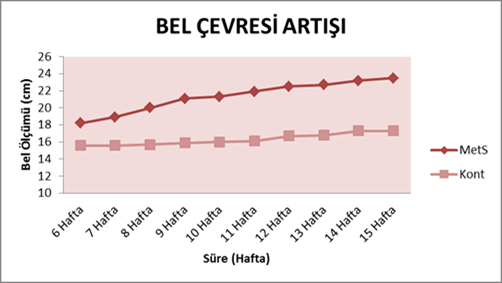 BEL ÇEVRESİ ARTIŞI
Bel Ölçümü (cm)
26
24
22
20
18
16
14
12
10
6 Hafta
7 Hafta
8 Hafta
9 Hafta
10 Hafta
11 Hafta
12 Hafta
13 Hafta
14 Hafta
15 Hafta
Süre (Hafta)
MetS
Kont